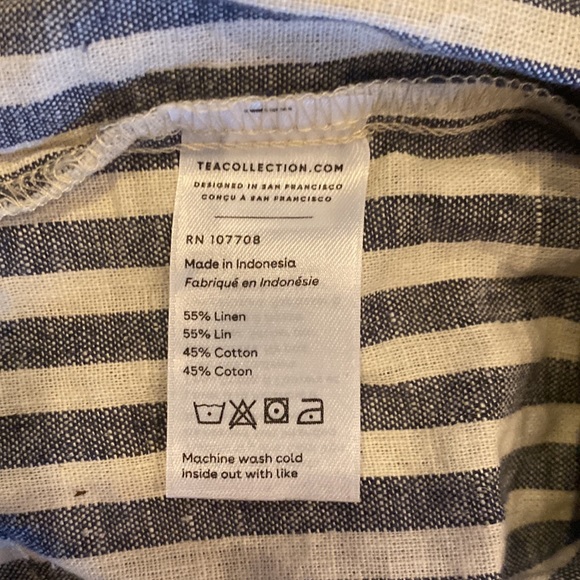 TEACOLLECTION.COM
DESIGNED IN SAN FRANCISCO
CONÇU À SAN FRANCISCO
RN 107708
Made in Indonesia
Fabriqué en Indonésie
55% Linen
55% Lin
45% Cotton
45% Coton
Machine wash cold
inside out with like